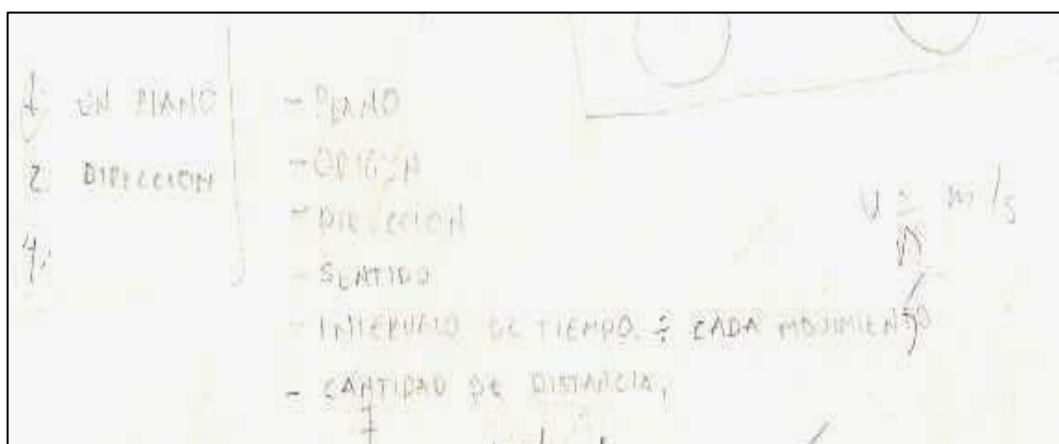 1. EN PLANO
2. DIRECCION
4.
- PLANO
- ORIGEN
- DIRECCION
- SENTIDO
- INTERVALO DE TIEMPO. ÷ CADA MOVIMIENTO
- CANTIDAD DE DISTANCIA,
m/s